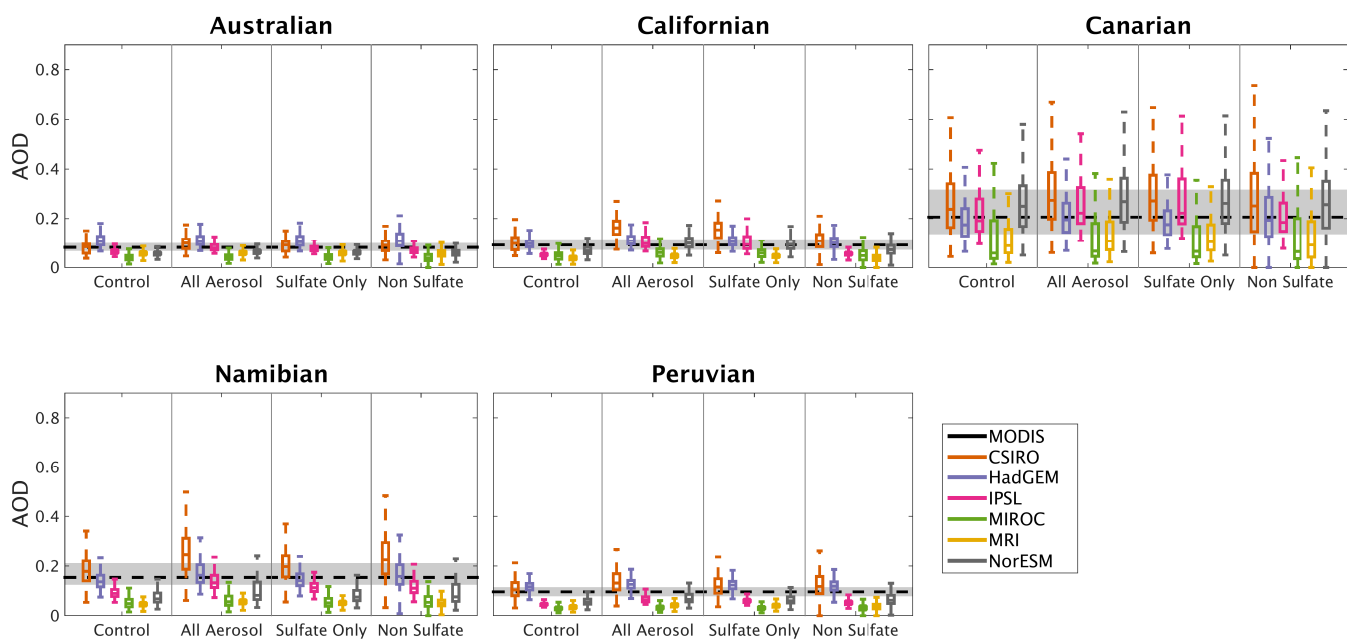 Australian
Californian
Canarian
0.8
0.6
0.4
0.2
0
AOD
Control All Aerosol Sulfate Only Non Sulfate
Control All Aerosol Sulfate Only Non Sulfate
Control All Aerosol Sulfate Only Non Sulfate
Namibian
Peruvian
0.8
0.6
0.4
0.2
0
AOD
Control All Aerosol Sulfate Only Non Sulfate
Control All Aerosol Sulfate Only Non Sulfate
MODIS
CSIRO
HadGEM
IPSL
MIROC
MRI
NorESM